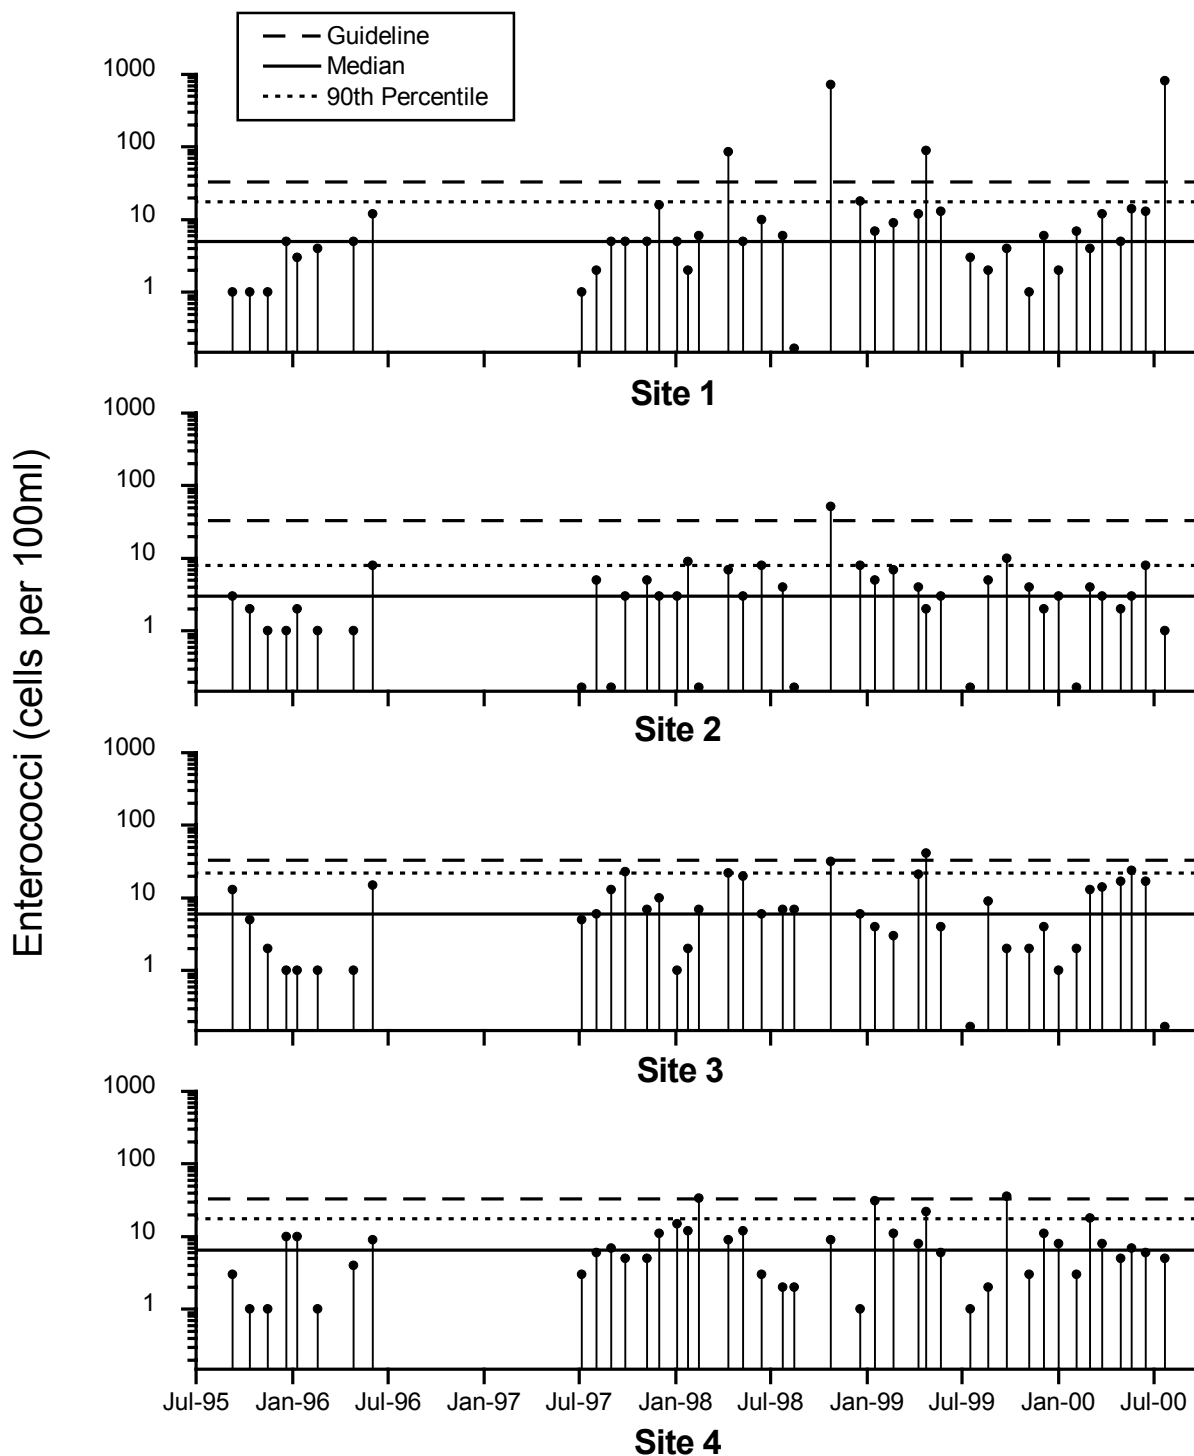 Guideline
Median
90th Percentile
Enterococci (cells per 100ml)
1000
100
10
1
Site 1
1000
100
10
1
Site 2
1000
100
10
1
Site 3
1000
100
10
1
Jul-95 Jan-96 Jul-96 Jan-97 Jul-97 Jan-98 Jul-98 Jan-99 Jul-99 Jan-00 Jul-00
Site 4